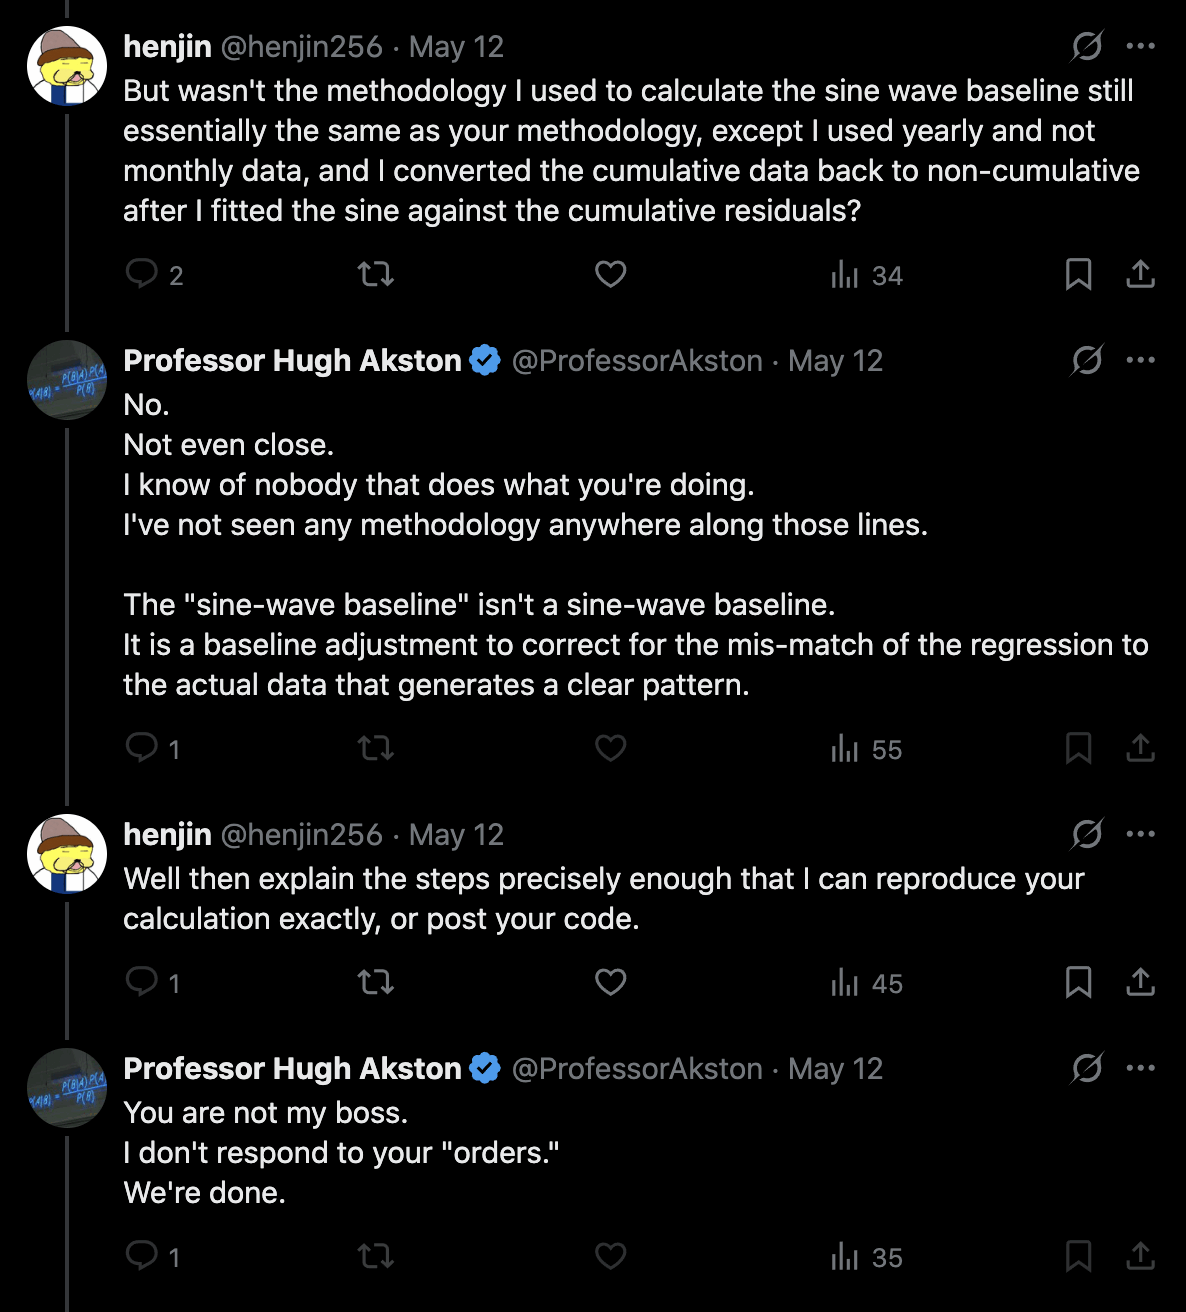 henjin @henjin256 · May 12
But wasn't the methodology I used to calculate the sine wave baseline still
essentially the same as your methodology, except I used yearly and not
monthly data, and I converted the cumulative data back to non-cumulative
after I fitted the sine against the cumulative residuals?
2 34
Professor Hugh Akston @ProfessorAkston · May 12
No.
Not even close.
I know of nobody that does what you're doing.
I've not seen any methodology anywhere along those lines.
The "sine-wave baseline" isn't a sine-wave baseline.
It is a baseline adjustment to correct for the mis-match of the regression to
the actual data that generates a clear pattern.
1 55
henjin @henjin256 · May 12
Well then explain the steps precisely enough that I can reproduce your
calculation exactly, or post your code.
1 45
Professor Hugh Akston @ProfessorAkston · May 12
You are not my boss.
I don't respond to your "orders."
We're done.
1 35